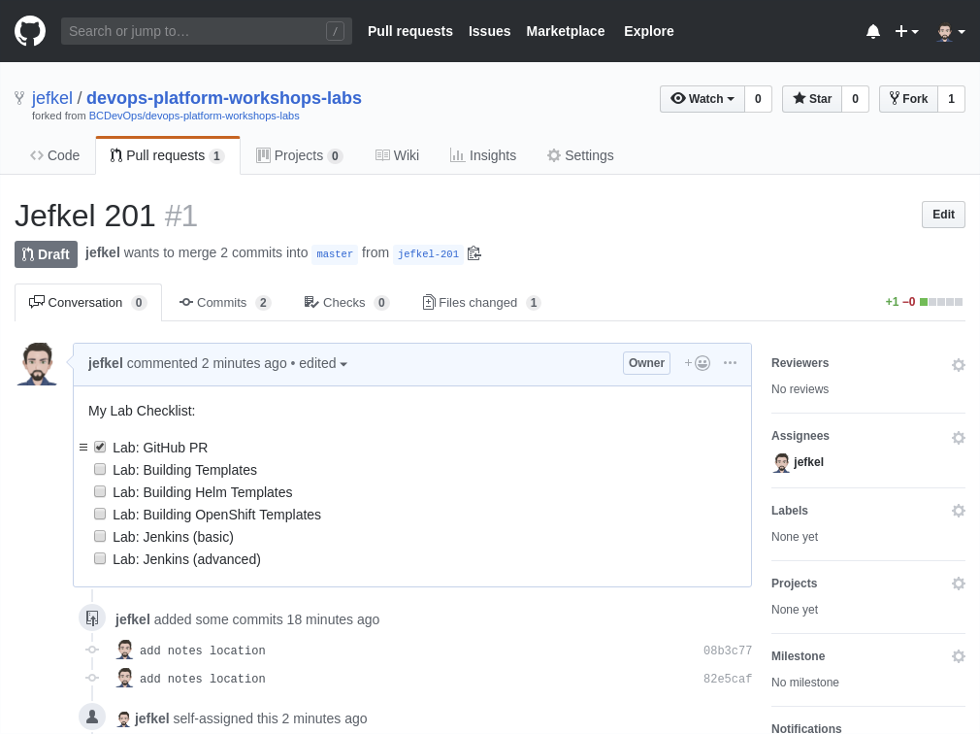 Search or jump to…
/
Pull requests
Issues
Marketplace
Explore
jefkel / devops-platform-workshops-labs
forked from BCDevOps/devops-platform-workshops-labs
Watch 0
Star 0
Fork 1
Code
Pull requests 1
Projects 0
Wiki
Insights
Settings
Jefkel 201 #1
Edit
Draft
jefkel wants to merge 2 commits into master from jefkel-201
Conversation 0
Commits 2
Checks 0
Files changed 1
+1 −0
jefkel commented 2 minutes ago • edited
Owner
My Lab Checklist:
Lab: GitHub PR
Lab: Building Templates
Lab: Building Helm Templates
Lab: Building OpenShift Templates
Lab: Jenkins (basic)
Lab: Jenkins (advanced)
jefkel added some commits 18 minutes ago
add notes location 08b3c77
add notes location 82e5caf
jefkel self-assigned this 2 minutes ago
Reviewers
No reviews
Assignees
jefkel
Labels
None yet
Projects
None yet
Milestone
No milestone
Notifications